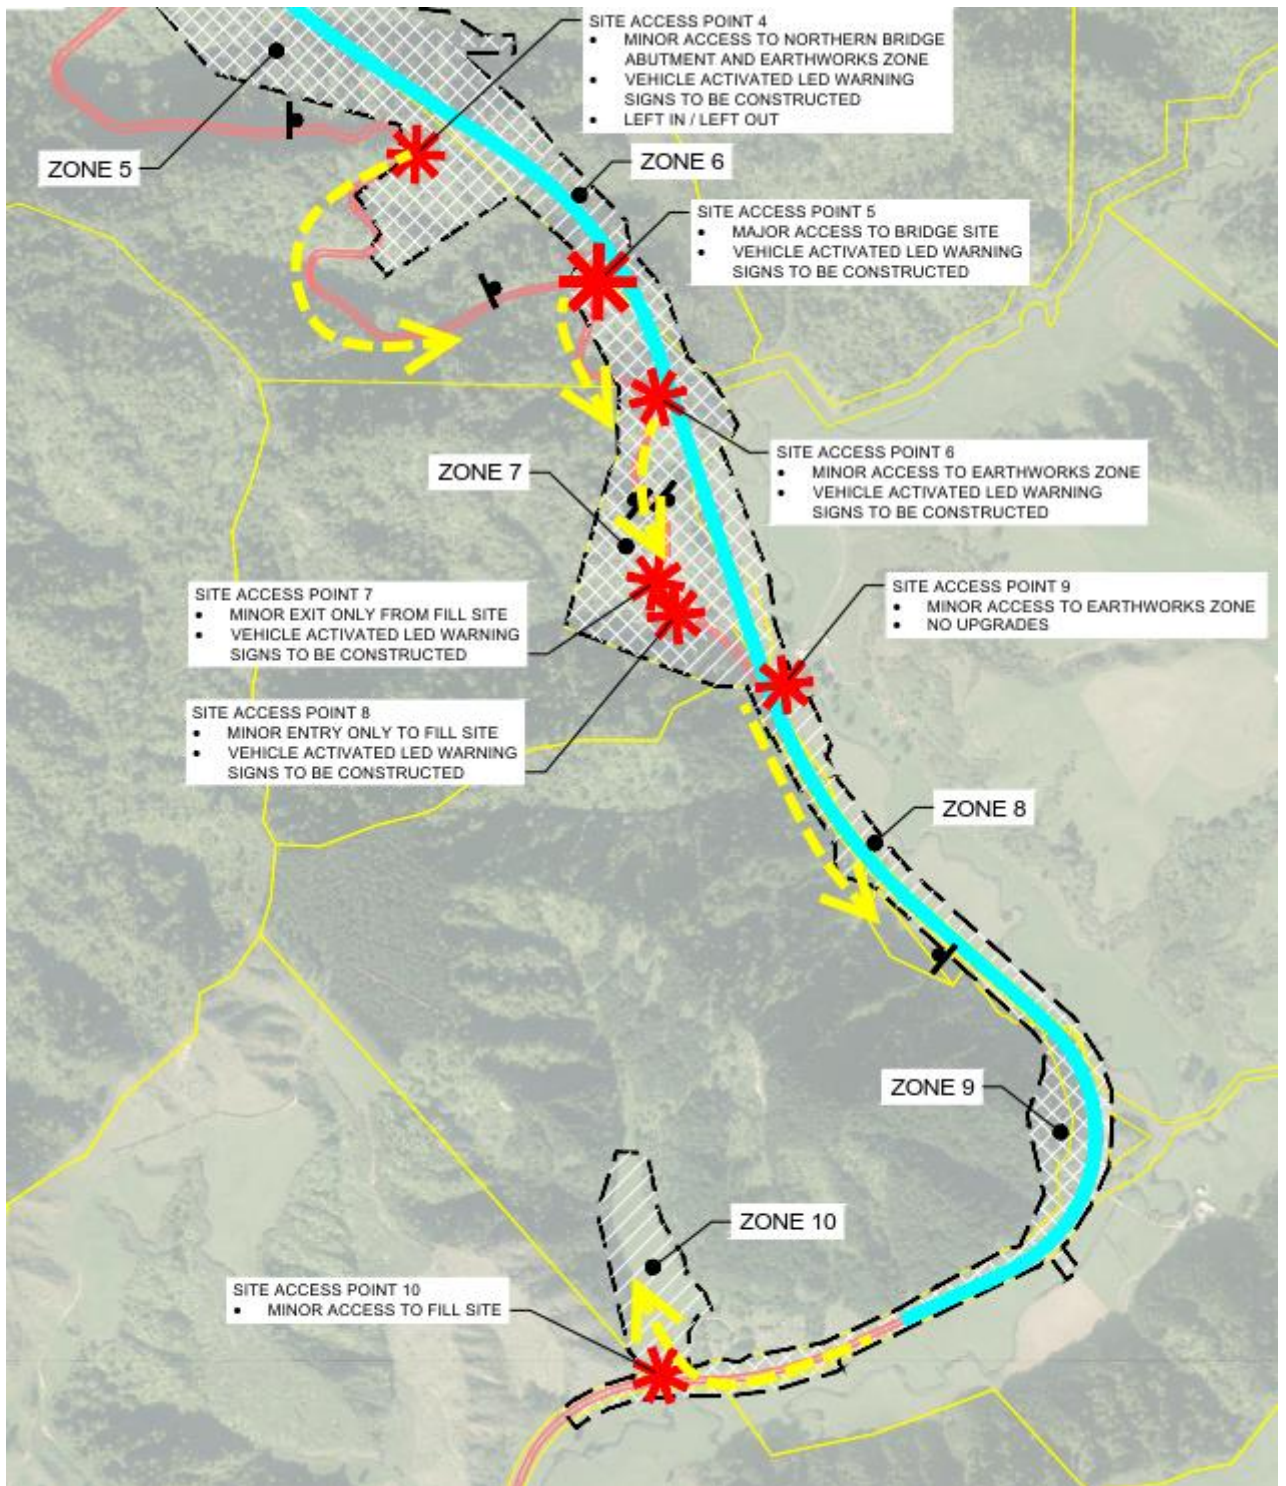 SITE ACCESS POINT 4
• MINOR ACCESS TO NORTHERN BRIDGE
ABUTMENT AND EARTHWORKS ZONE
• VEHICLE ACTIVATED LED WARNING
SIGNS TO BE CONSTRUCTED
• LEFT IN / LEFT OUT
ZONE 5
ZONE 6
SITE ACCESS POINT 5
• MAJOR ACCESS TO BRIDGE SITE
• VEHICLE ACTIVATED LED WARNING
SIGNS TO BE CONSTRUCTED
ZONE 7
SITE ACCESS POINT 6
• MINOR ACCESS TO EARTHWORKS ZONE
• VEHICLE ACTIVATED LED WARNING
SIGNS TO BE CONSTRUCTED
SITE ACCESS POINT 7
• MINOR EXIT ONLY FROM FILL SITE
• VEHICLE ACTIVATED LED WARNING
SIGNS TO BE CONSTRUCTED
SITE ACCESS POINT 9
• MINOR ACCESS TO EARTHWORKS ZONE
• NO UPGRADES
SITE ACCESS POINT 8
• MINOR ENTRY ONLY TO FILL SITE
• VEHICLE ACTIVATED LED WARNING
SIGNS TO BE CONSTRUCTED
ZONE 8
ZONE 9
ZONE 10
SITE ACCESS POINT 10
• MINOR ACCESS TO FILL SITE